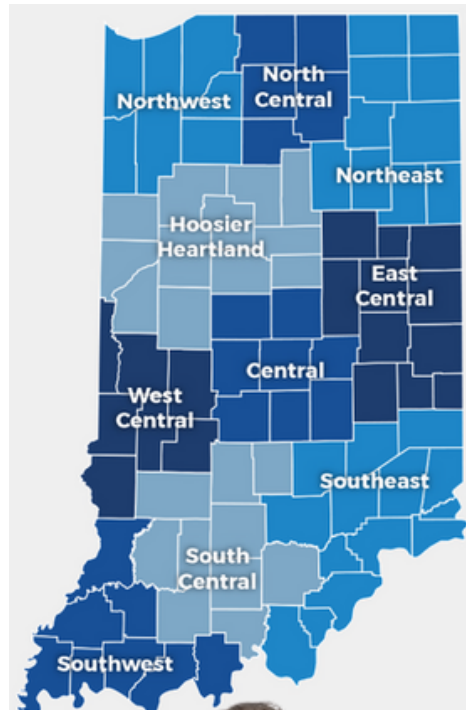 North
Central
Northwest
Northeast
Hoosier
Heartland
East
Central
Central
West
Central
Southeast
South
Central
Southwest